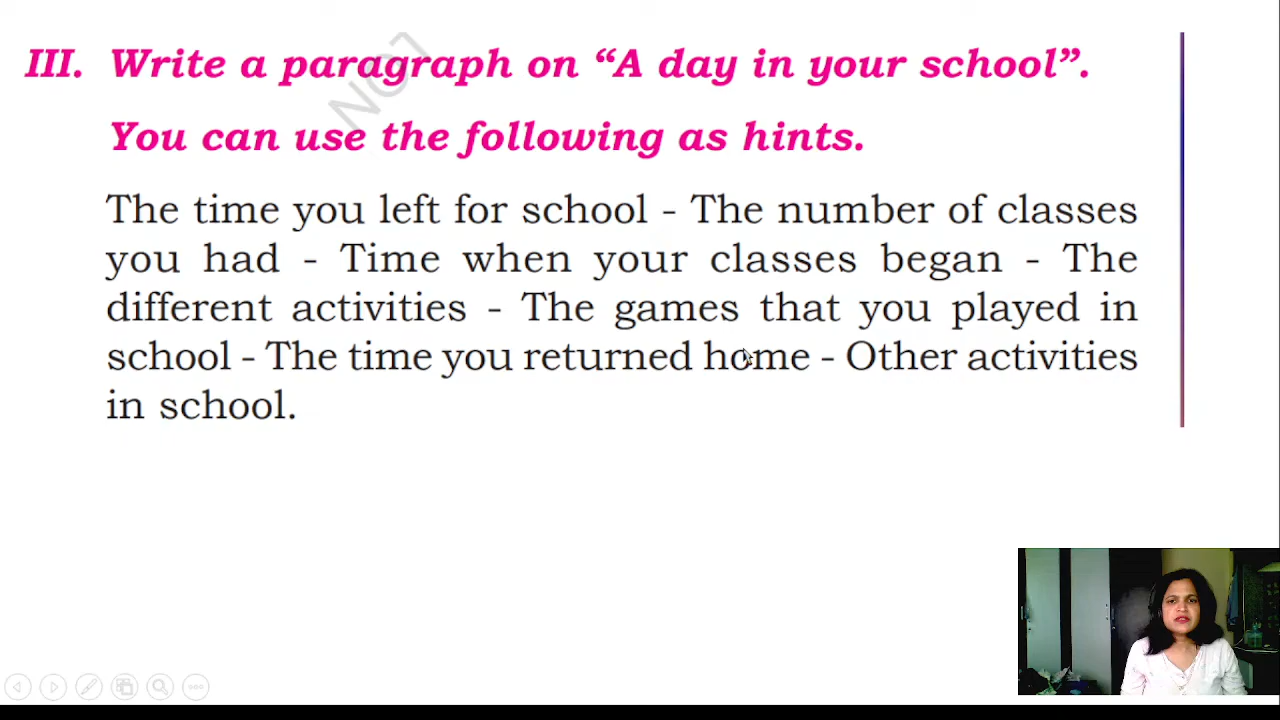 III. Write a paragraph on “A day in your school”.
You can use the following as hints.
The time you left for school - The number of classes
you had - Time when your classes began - The
different activities - The games that you played in
school - The time you returned home - Other activities
in school.
NOT